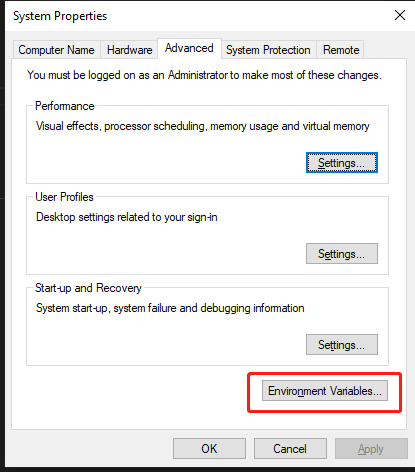 System Properties
Computer Name Hardware Advanced System Protection Remote
You must be logged on as an Administrator to make most of these changes.
Performance
Visual effects, processor scheduling, memory usage and virtual memory
Settings...
User Profiles
Desktop settings related to your sign-in
Settings...
Start-up and Recovery
System start-up, system failure and debugging information
Settings...
Environment Variables...
OK Cancel Apply